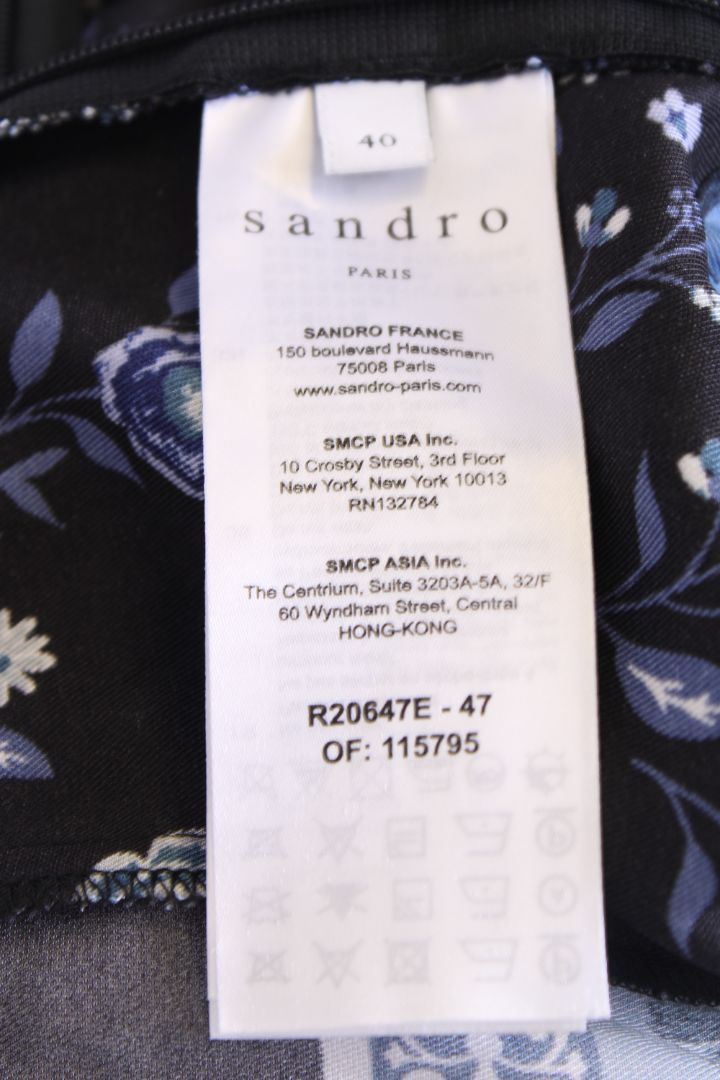 40
sandro
PARIS
SANDRO FRANCE
150 boulevard Haussmann
75008 Paris
www.sandro-paris.com
SMCP USA Inc.
10 Crosby Street, 3rd Floor
New York, New York 10013
RN132784
SMCP ASIA Inc.
The Centrium, Suite 3203A-5A, 32/F
60 Wyndham Street, Central
HONG-KONG
R20647E - 47
OF: 115795